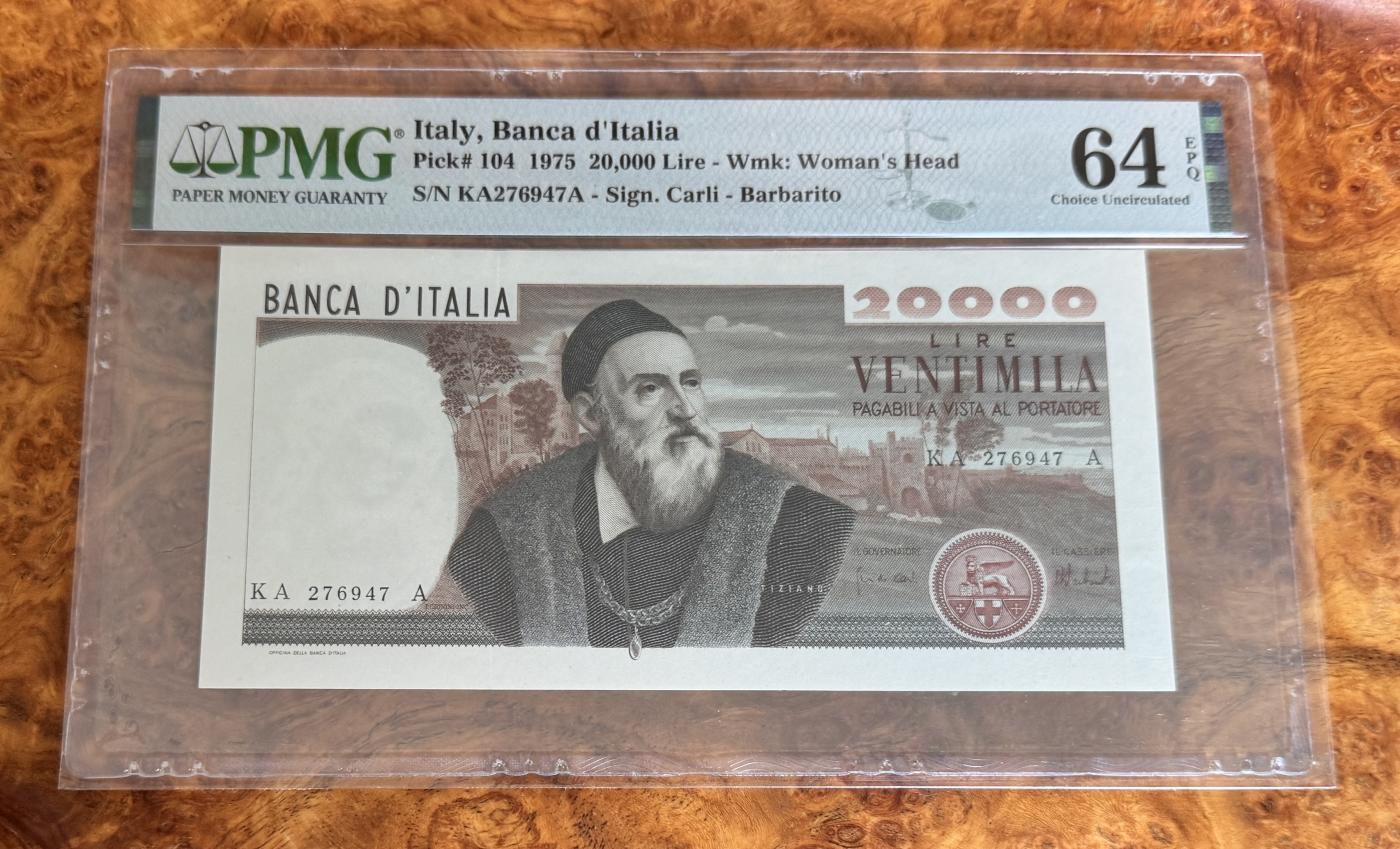 PMG®
PAPER MONEY GUARANTY
Italy, Banca d'Italia
Pick# 104 1975 20,000 Lire - Wmk: Woman's Head
S/N KA276947A - Sign. Carli - Barbarito
64
EPQ
Choice Uncirculated
BANCA D'ITALIA
20000
LIRE
VENTIMILA
PAGABILI A VISTA AL PORTATORE
KA 276947 A
IL GOVERNATORE
IL CASSIERE
TIZIANO
KA 276947 A
OFFICINA DELLA BANCA D'ITALIA